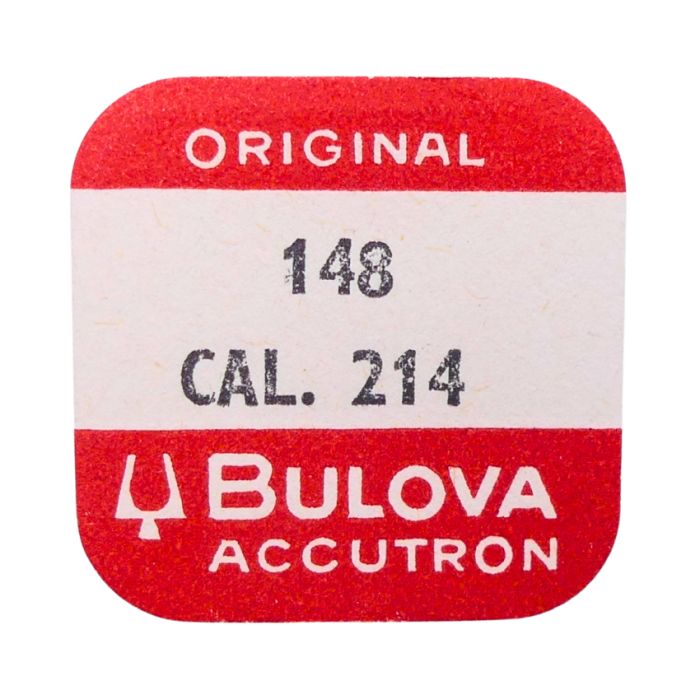 ORIGINAL
148
CAL. 214
BULOVA
ACCUTRON